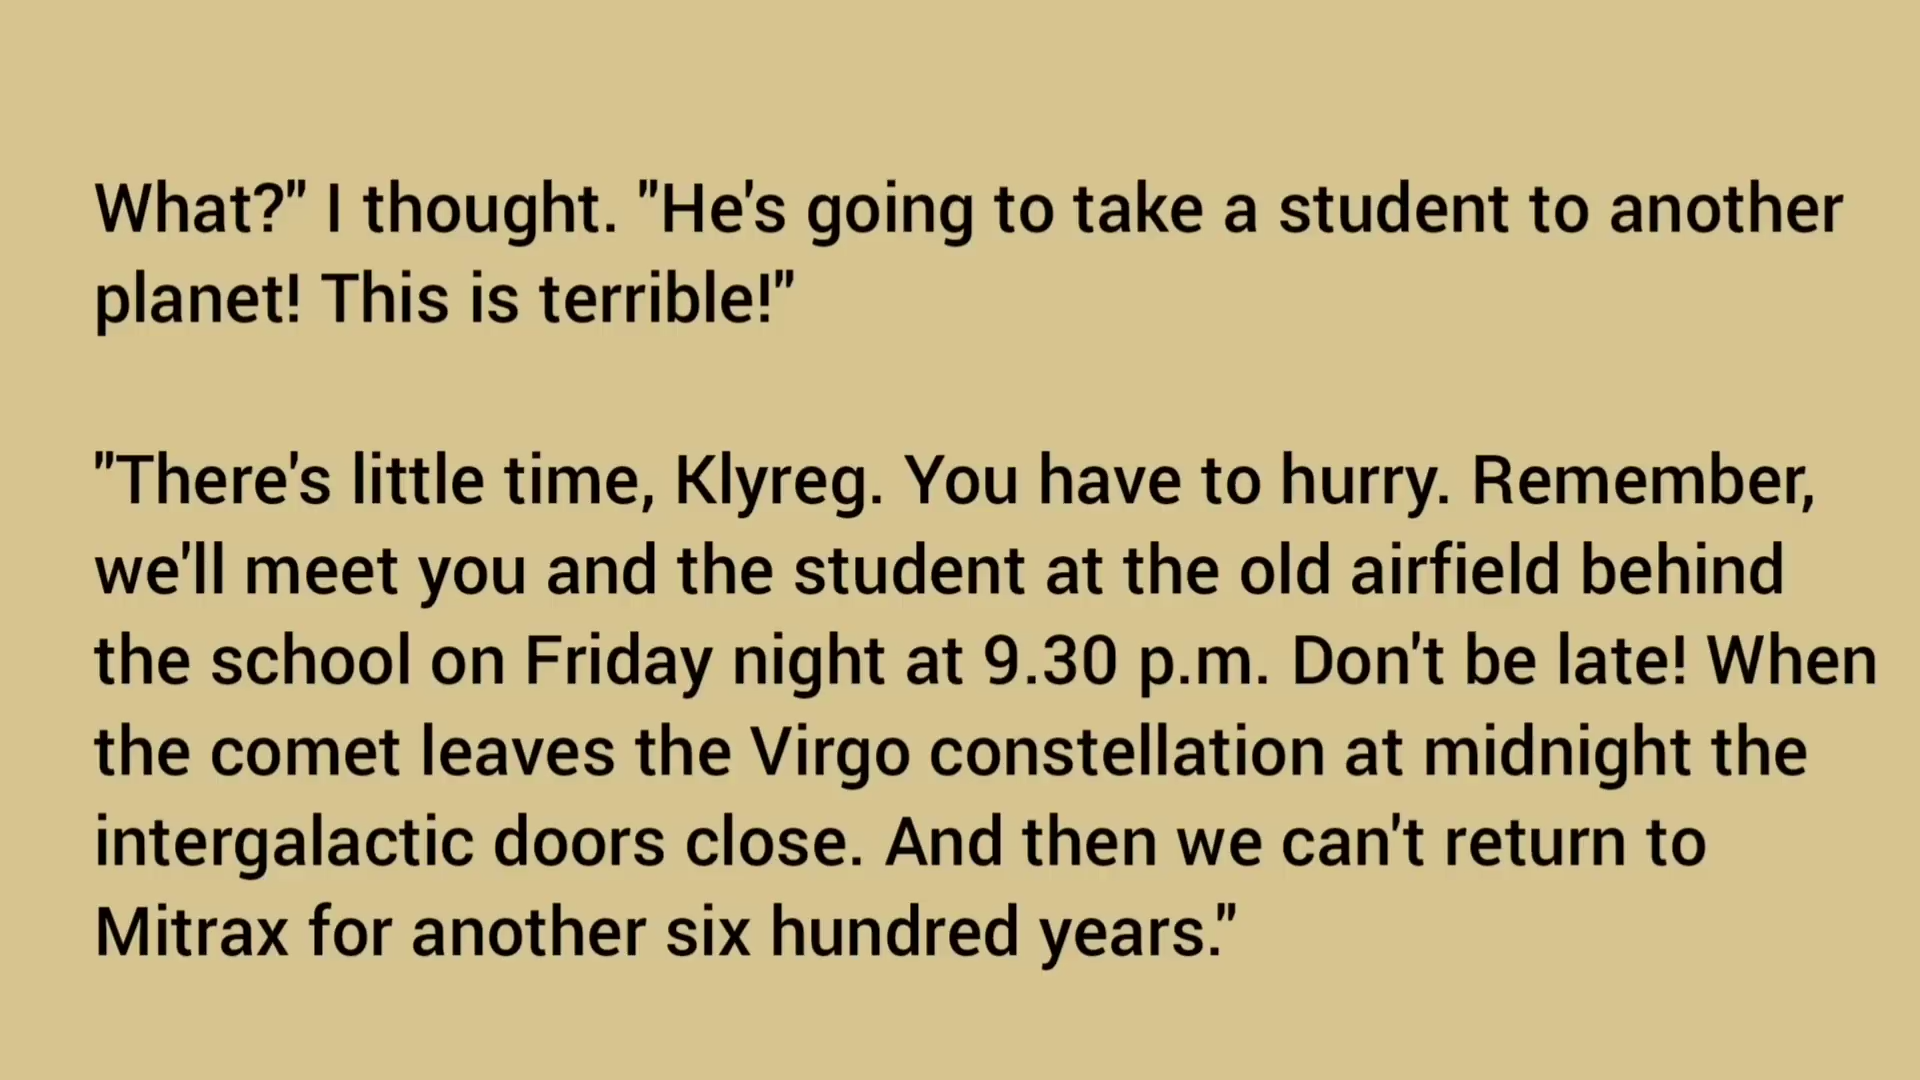 What?" I thought. "He's going to take a student to another
planet! This is terrible!"
"There's little time, Klyreg. You have to hurry. Remember,
we'll meet you and the student at the old airfield behind
the school on Friday night at 9.30 p.m. Don't be late! When
the comet leaves the Virgo constellation at midnight the
intergalactic doors close. And then we can't return to
Mitrax for another six hundred years."